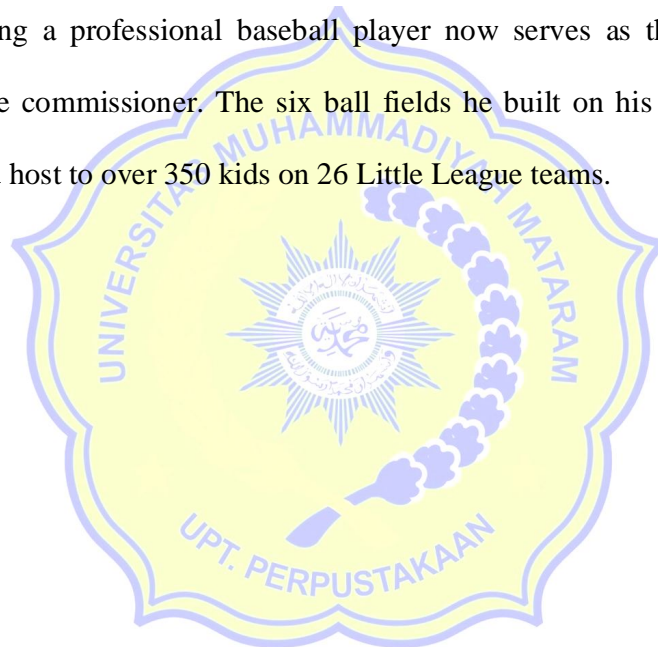 ng a professional baseball player now serves as th
e commissioner. The six ball fields he built on his
host to over 350 kids on 26 Little League teams.
UNIVERSITAS MUHAMMADIYAH MATARAM
UPT. PERPUSTAKAAN